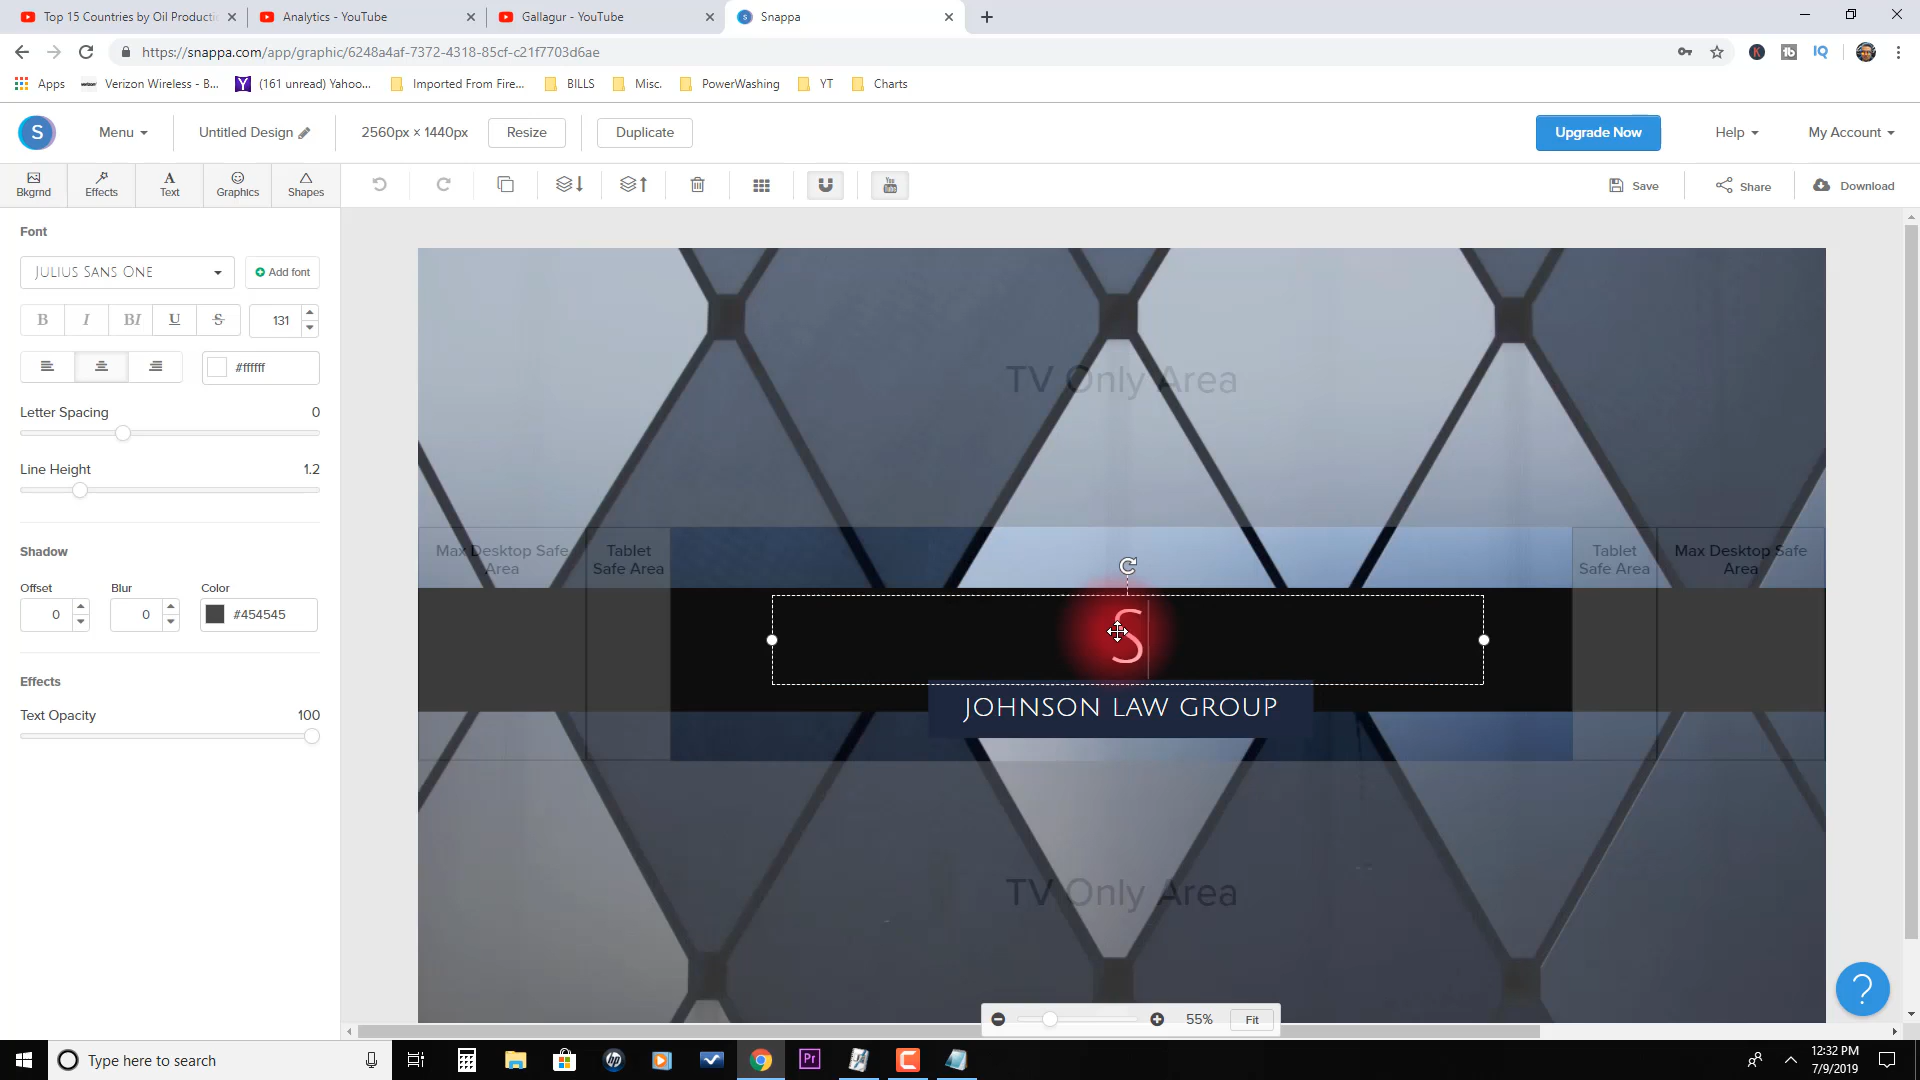 Top 15 Countries by Oil Producti
Analytics - YouTube
Gallagur - YouTube
Snappa
https://snappa.com/app/graphic/6248a4af-7372-4318-85cf-c21f7703d6ae
Apps
Verizon Wireless - B...
(161 unread) Yahoo...
Imported From Fire...
BILLS
Misc.
PowerWashing
YT
Charts
S
Menu
Untitled Design
2560px × 1440px
Resize
Duplicate
Upgrade Now
Help
My Account
Bkgrnd
Effects
Text
Graphics
Shapes
You Tube
Save
Share
Download
Font
Julius Sans One
Add font
B I BI U S 131
#ffffff
Letter Spacing 0
Line Height 1.2
Shadow
Offset Blur Color
0 0 #454545
Effects
Text Opacity 100
TV Only Area
Max Desktop Safe Area
Tablet Safe Area
Tablet Safe Area
Max Desktop Safe Area
S
JOHNSON LAW GROUP
TV Only Area
55%
Fit
?
Type here to search
hp
Pr
12:32 PM
7/9/2019